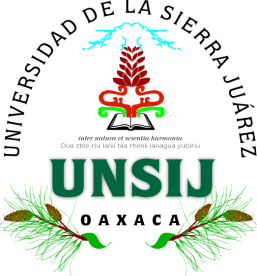 UNIVERSIDAD DE LA SIERRA JUÁREZ
inter natura et scientia harmonia
Dua ztee riu lanii taa rhenii lanagua yubiriu
UNSIJ
OAXACA